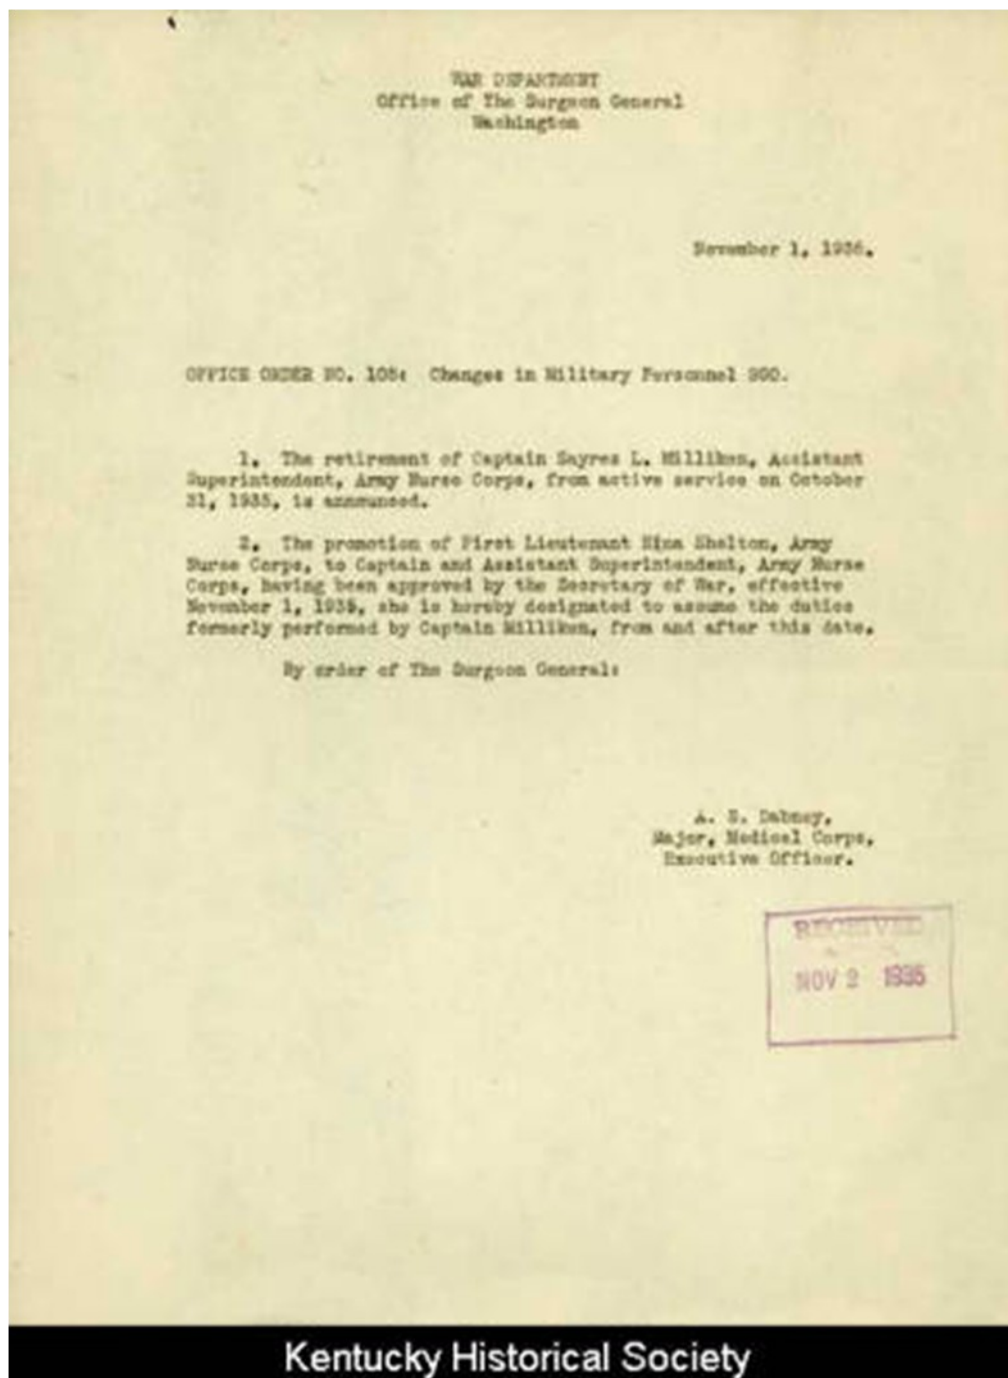 WAR DEPARTMENT
Office of The Surgeon General
Washington
November 1, 1935.
OFFICE ORDER NO. 105: Changes in Military Personnel SGO.
1. The retirement of Captain Sayres L. Milliken, Assistant
Superintendent, Army Nurse Corps, from active service on October
31, 1935, is announced.
2. The promotion of First Lieutenant Nina Shelton, Army
Nurse Corps, to Captain and Assistant Superintendent, Army Nurse
Corps, having been approved by the Secretary of War, effective
November 1, 1935, she is hereby designated to assume the duties
formerly performed by Captain Milliken, from and after this date.
By order of The Surgeon General:
A. S. Dabney,
Major, Medical Corps,
Executive Officer.
RECEIVED
NOV 2 1935
Kentucky Historical Society